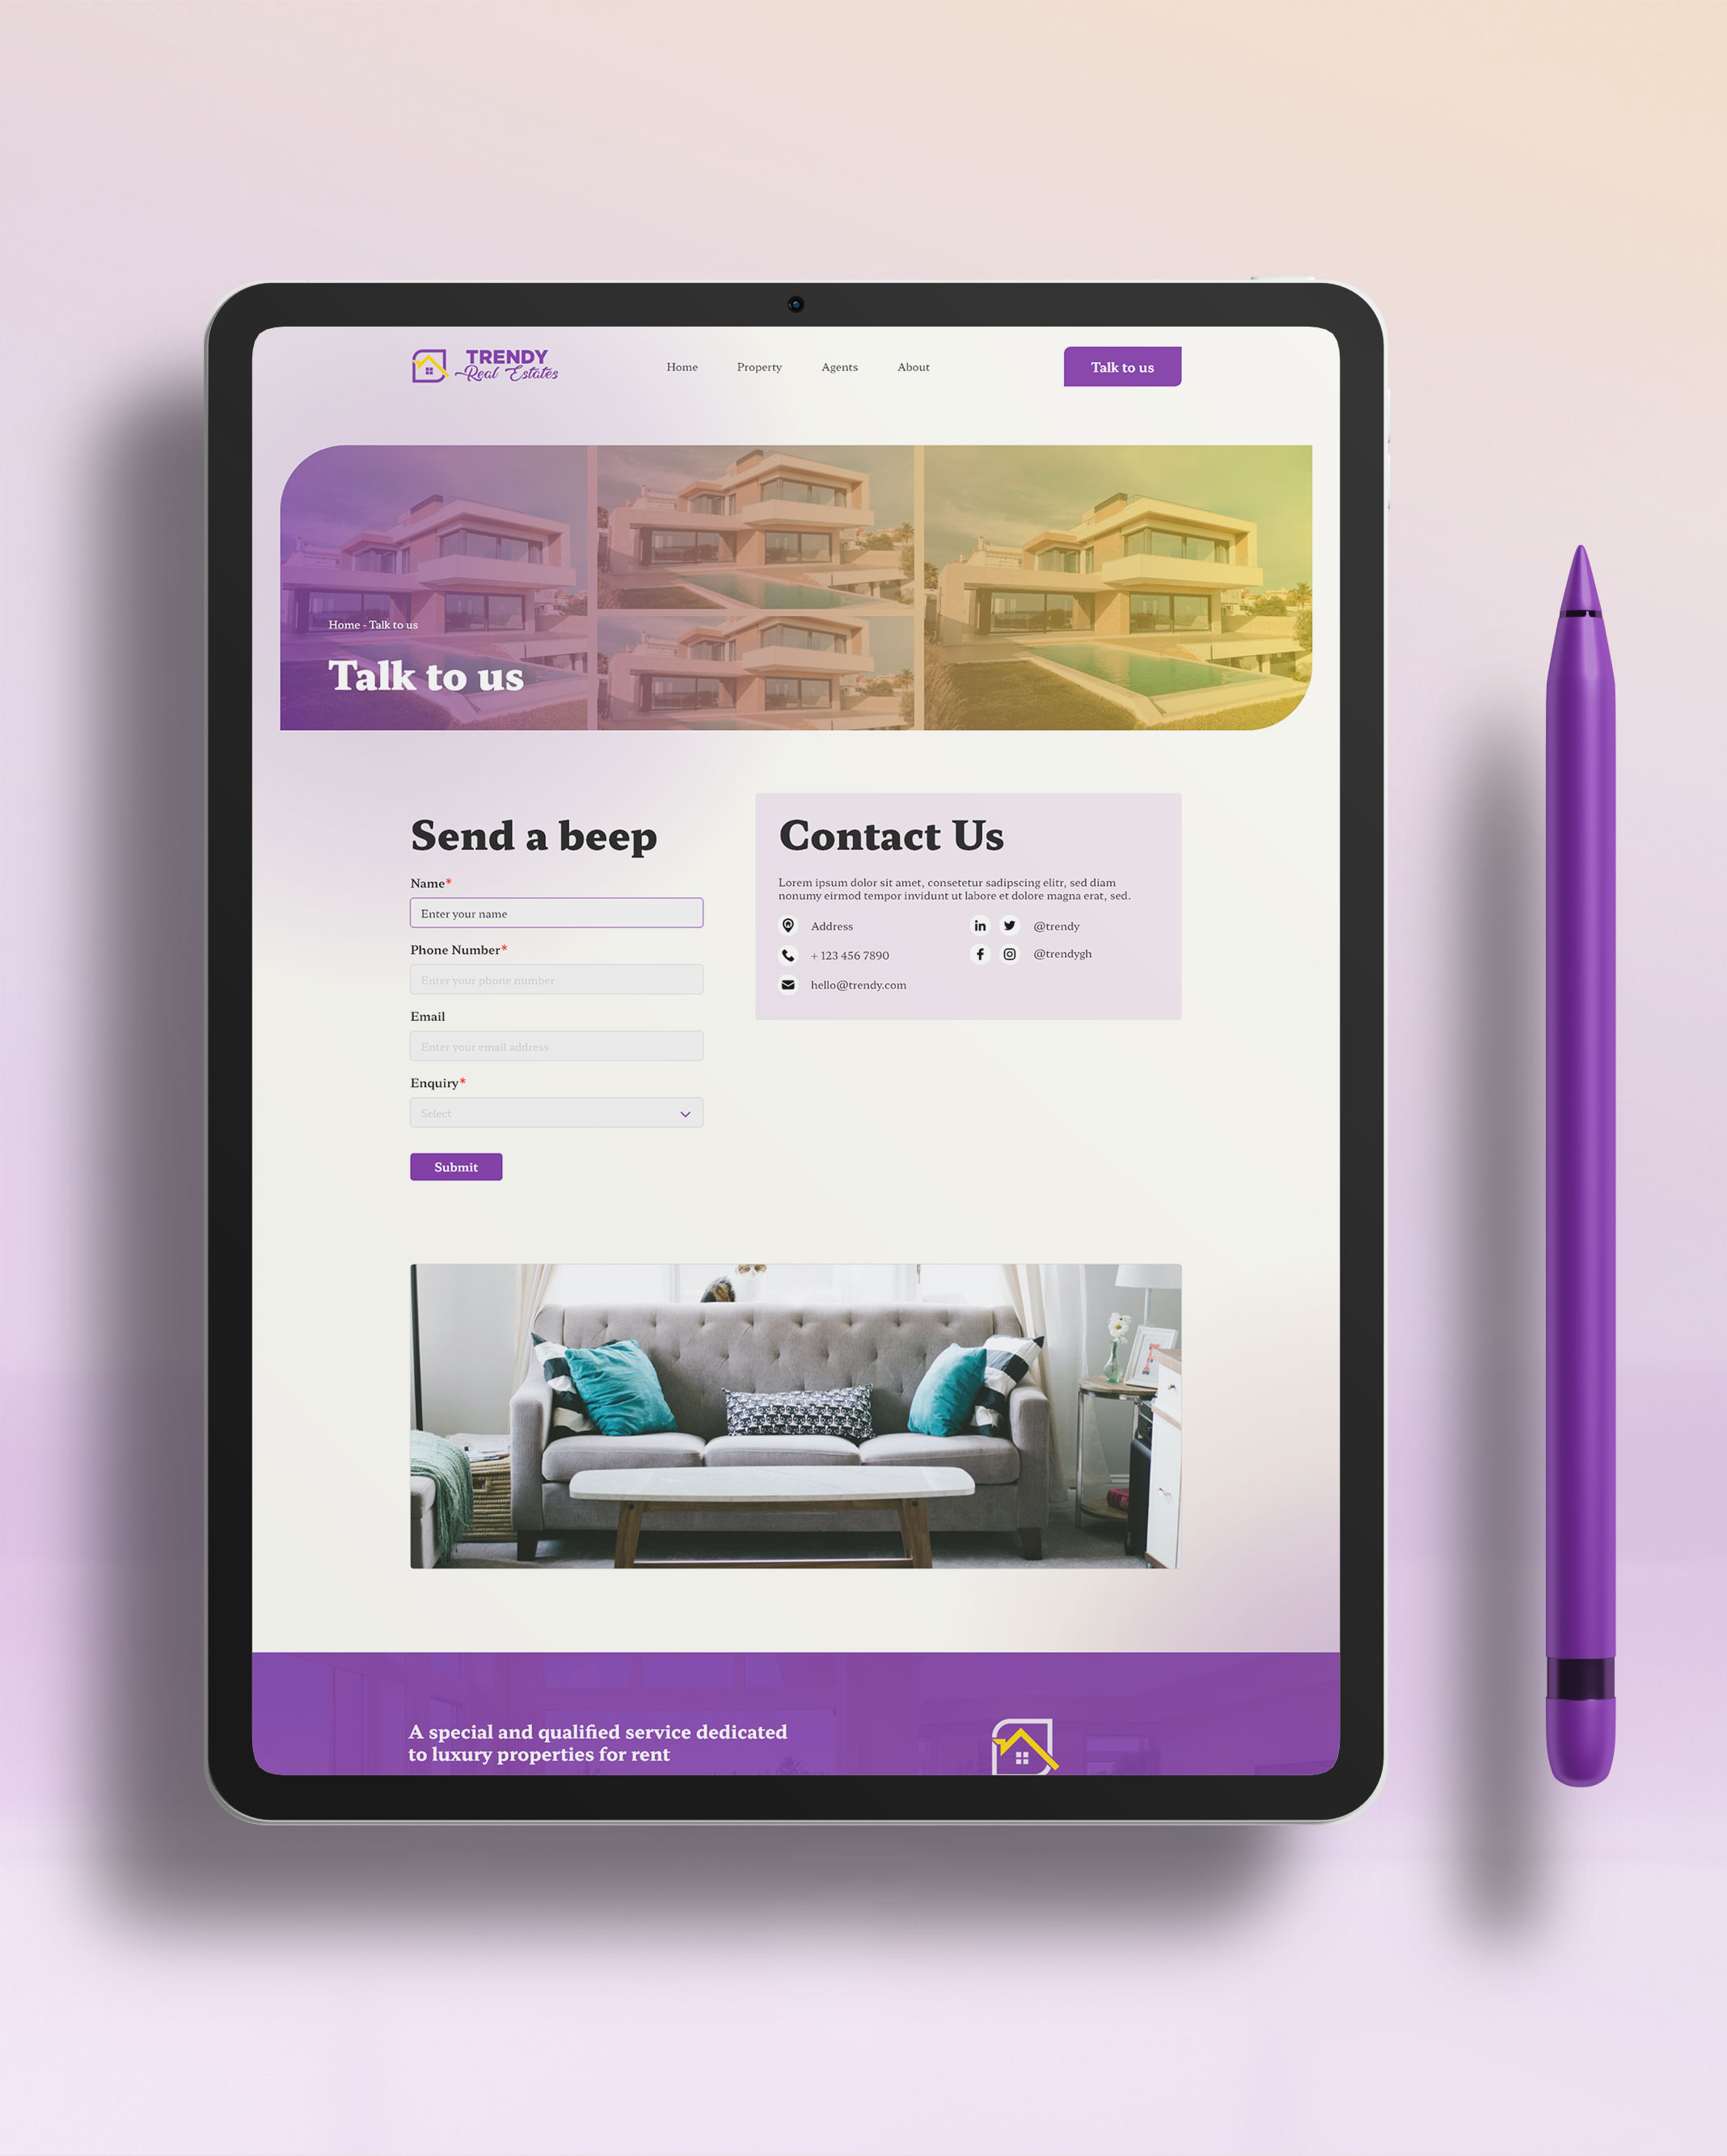 TRENDY
Real Estates
Home
Property
Agents
About
Talk to us
Home - Talk to us
Talk to us
Send a beep
Name*
Enter your name
Phone Number*
Enter your phone number
Email
Enter your email address
Enquiry*
Select
Submit
Contact Us
Lorem ipsum dolor sit amet, consetetur sadipscing elitr, sed diam
nonumy eirmod tempor invidunt ut labore et dolore magna erat, sed.
Address
+ 123 456 7890
hello@trendy.com
in
@trendy
f
@trendygh
A special and qualified service dedicated
to luxury properties for rent